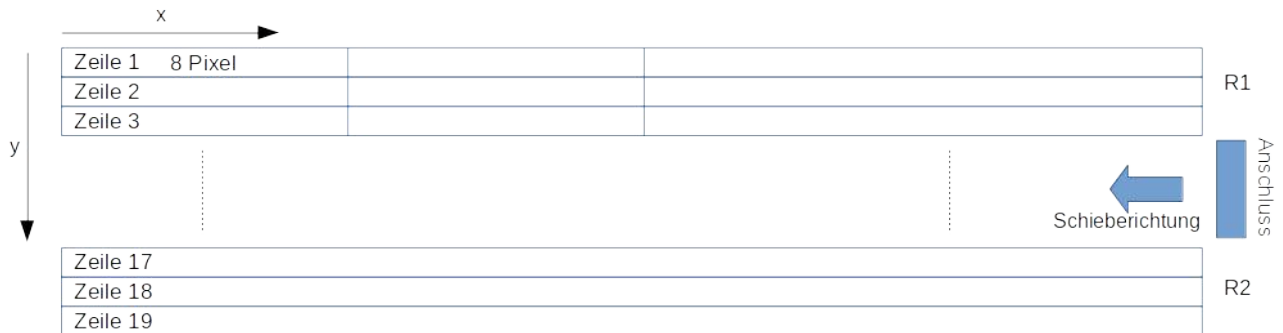 x
Zeile 1 8 Pixel
Zeile 2
Zeile 3
R1
y
Anschluss
Schieberichtung
Zeile 17
Zeile 18
Zeile 19
R2